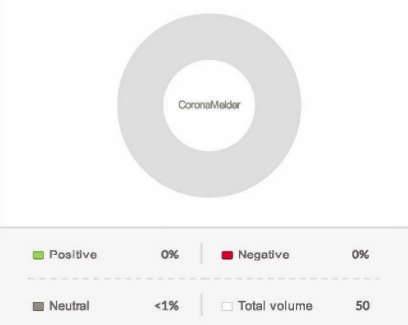 CoronaMelder
Positive 0% Negative 0%
Neutral <1% Total volume 50